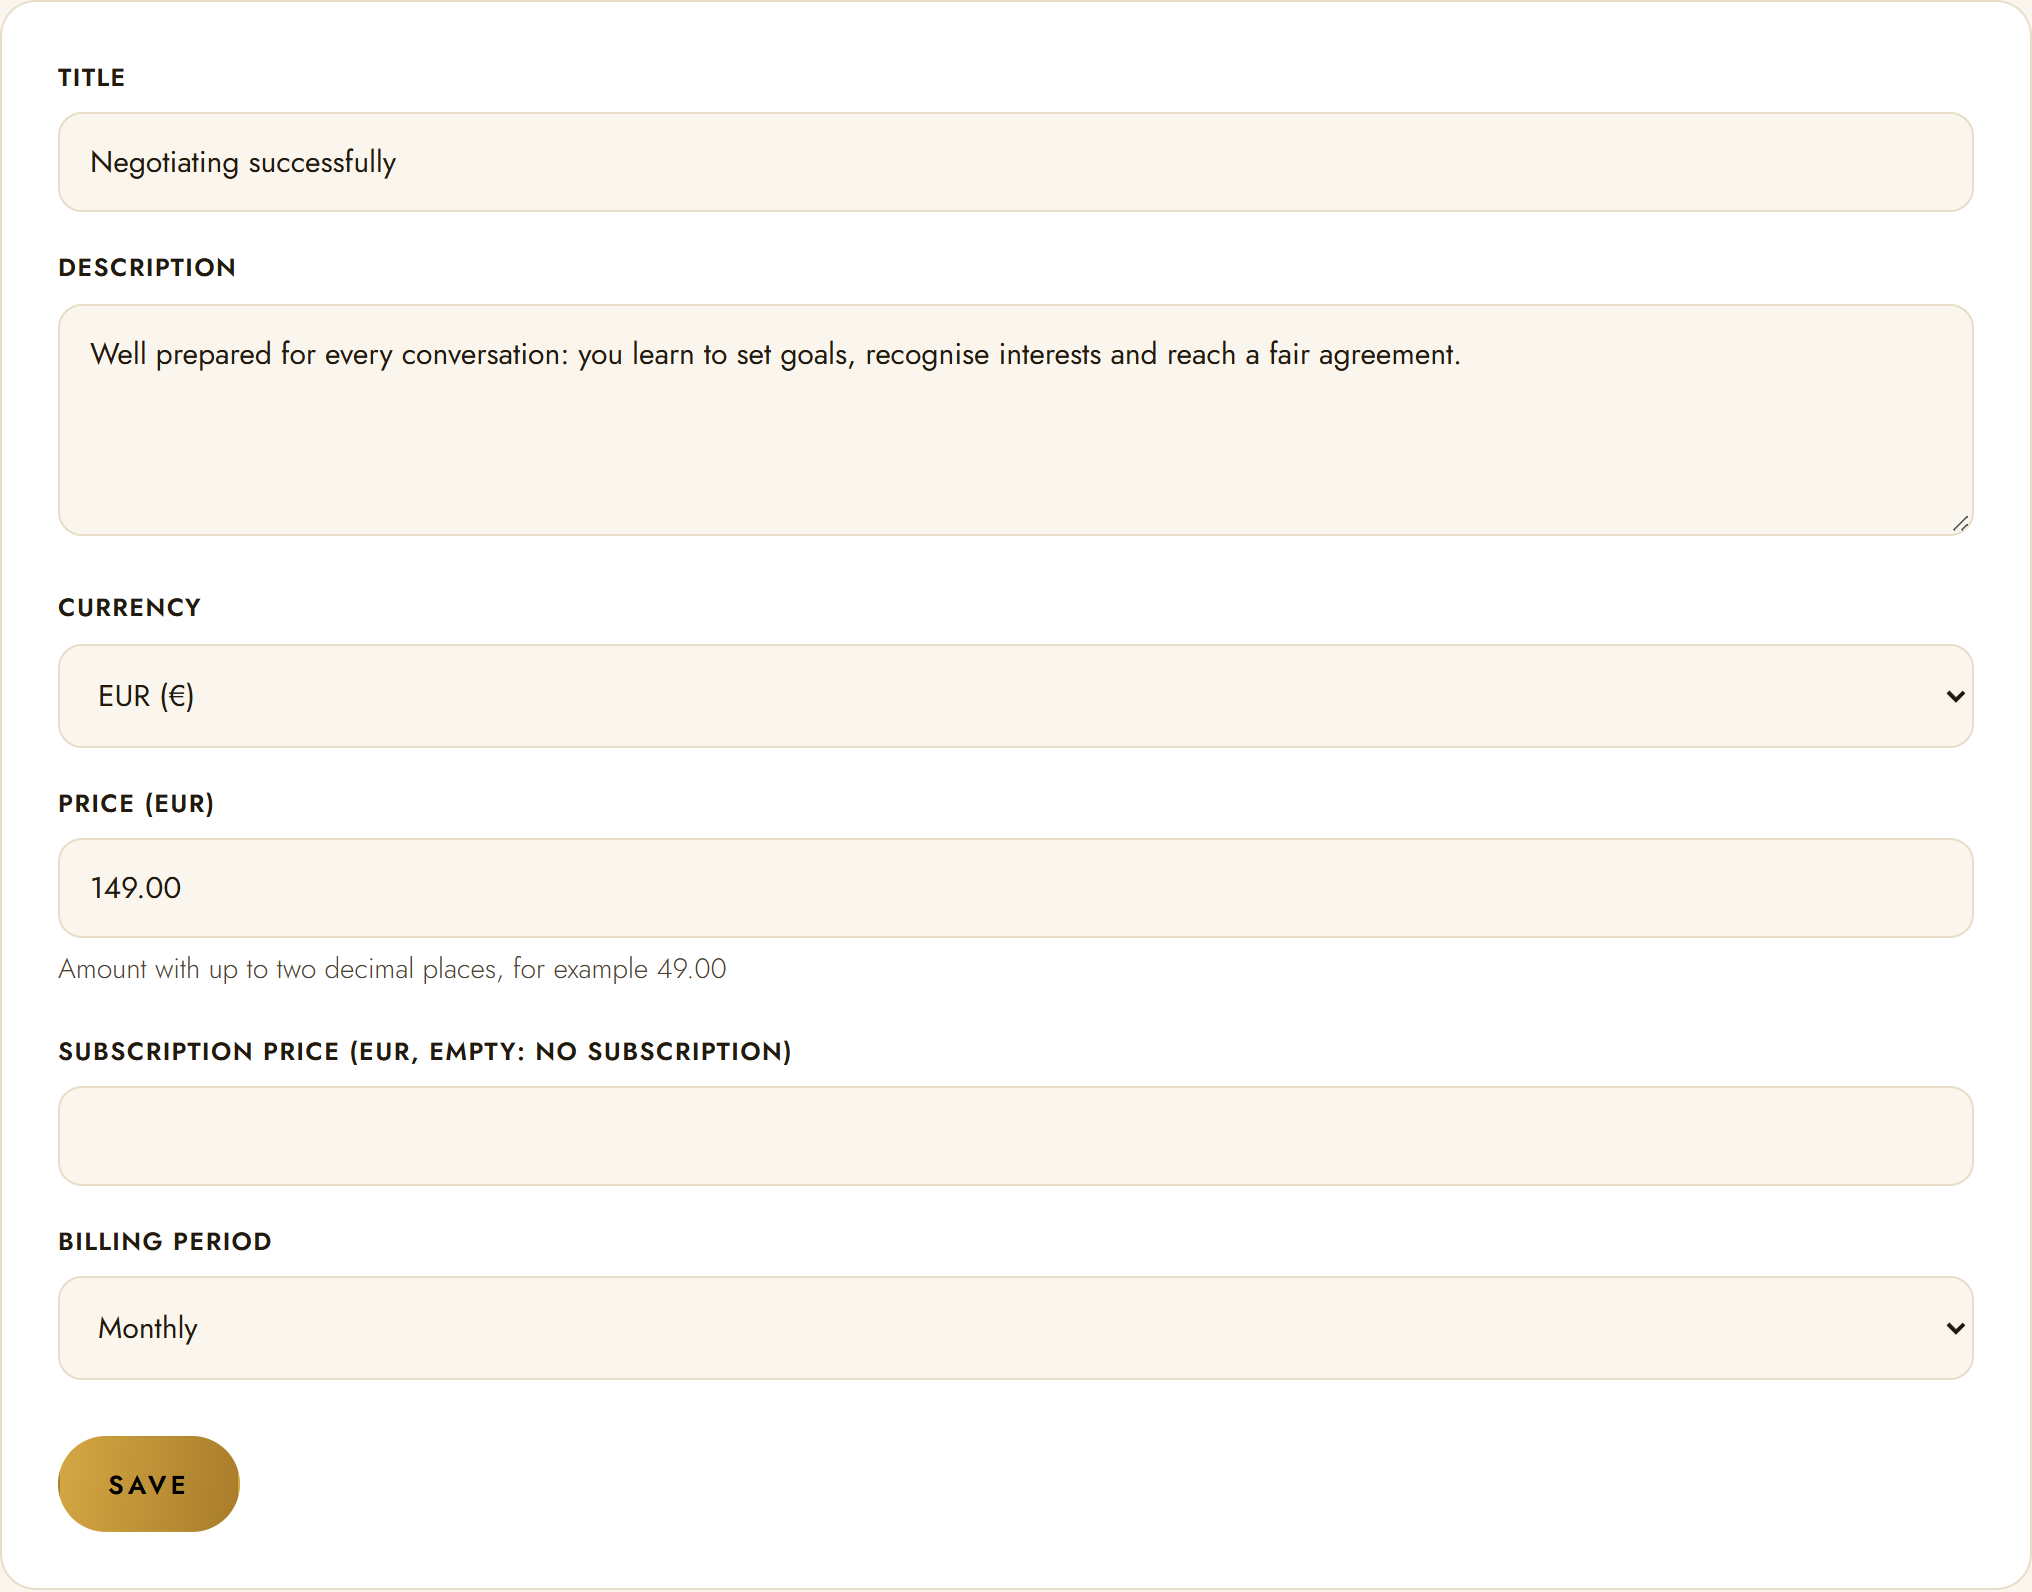 TITLE
Negotiating successfully
DESCRIPTION
Well prepared for every conversation: you learn to set goals, recognise interests and reach a fair agreement.
CURRENCY
EUR (€)
PRICE (EUR)
149.00
Amount with up to two decimal places, for example 49.00
SUBSCRIPTION PRICE (EUR, EMPTY: NO SUBSCRIPTION)
BILLING PERIOD
Monthly
SAVE